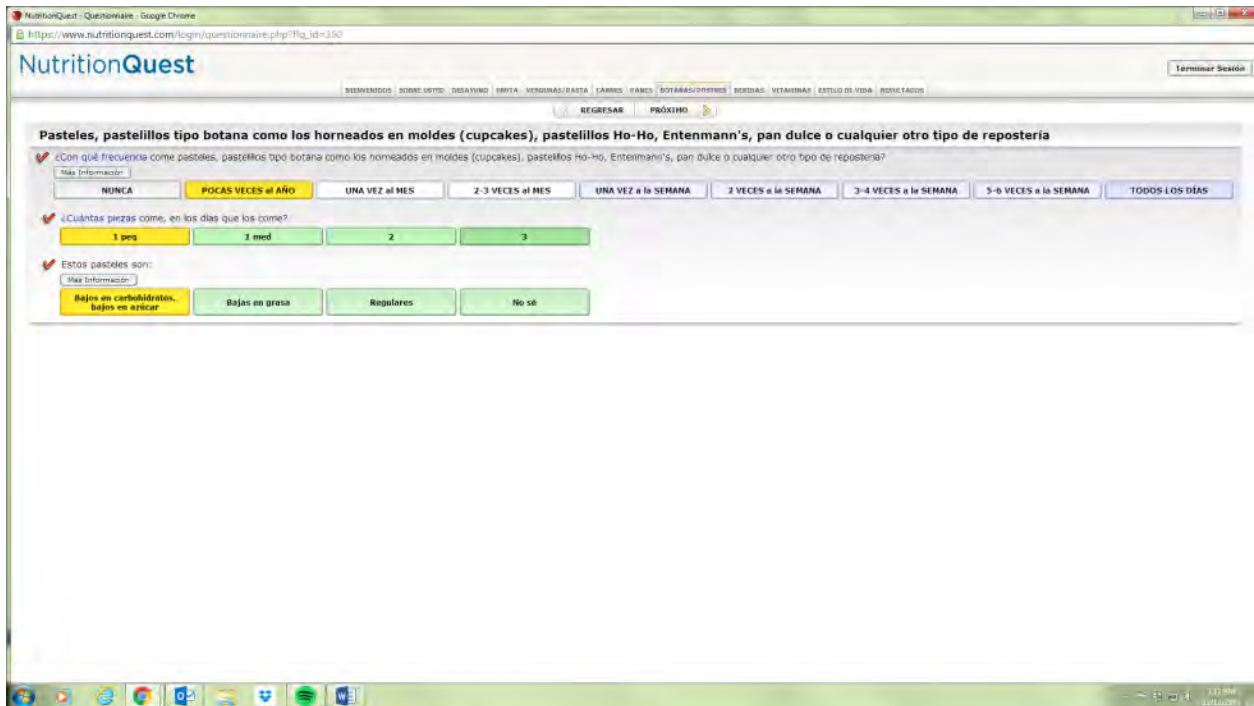 NutritionQuest - Questionnaire - Google Chrome
https://www.nutritionquest.com/login/questionnaire.php?flg_id=350
NutritionQuest
Terminar Sesión
BIENVENIDOS SOBRE USTED DESAYUNO FRUTA VERDURAS/PASTA CARNES PANES BOTANAS/POSTRES BEBIDAS VITAMINAS ESTILO DE VIDA RESULTADOS
REGRESAR PRÓXIMO
Pasteles, pastelillos tipo botana como los horneados en moldes (cupcakes), pastelillos Ho-Ho, Entenmann's, pan dulce o cualquier otro tipo de repostería
¿Con qué frecuencia come pasteles, pastelillos tipo botana como los horneados en moldes (cupcakes), pastelillos Ho-Ho, Entenmann's, pan dulce o cualquier otro tipo de repostería?
Más Información
NUNCA POCAS VECES al AÑO UNA VEZ al MES 2-3 VECES al MES UNA VEZ a la SEMANA 2 VECES a la SEMANA 3-4 VECES a la SEMANA 5-6 VECES a la SEMANA TODOS LOS DÍAS
¿Cuántas piezas come, en los días que los come?
1 peq 1 med 2 3
Estos pasteles son:
Más Información
Bajos en carbohidratos, bajos en azúcar Bajas en grasa Regulares No sé